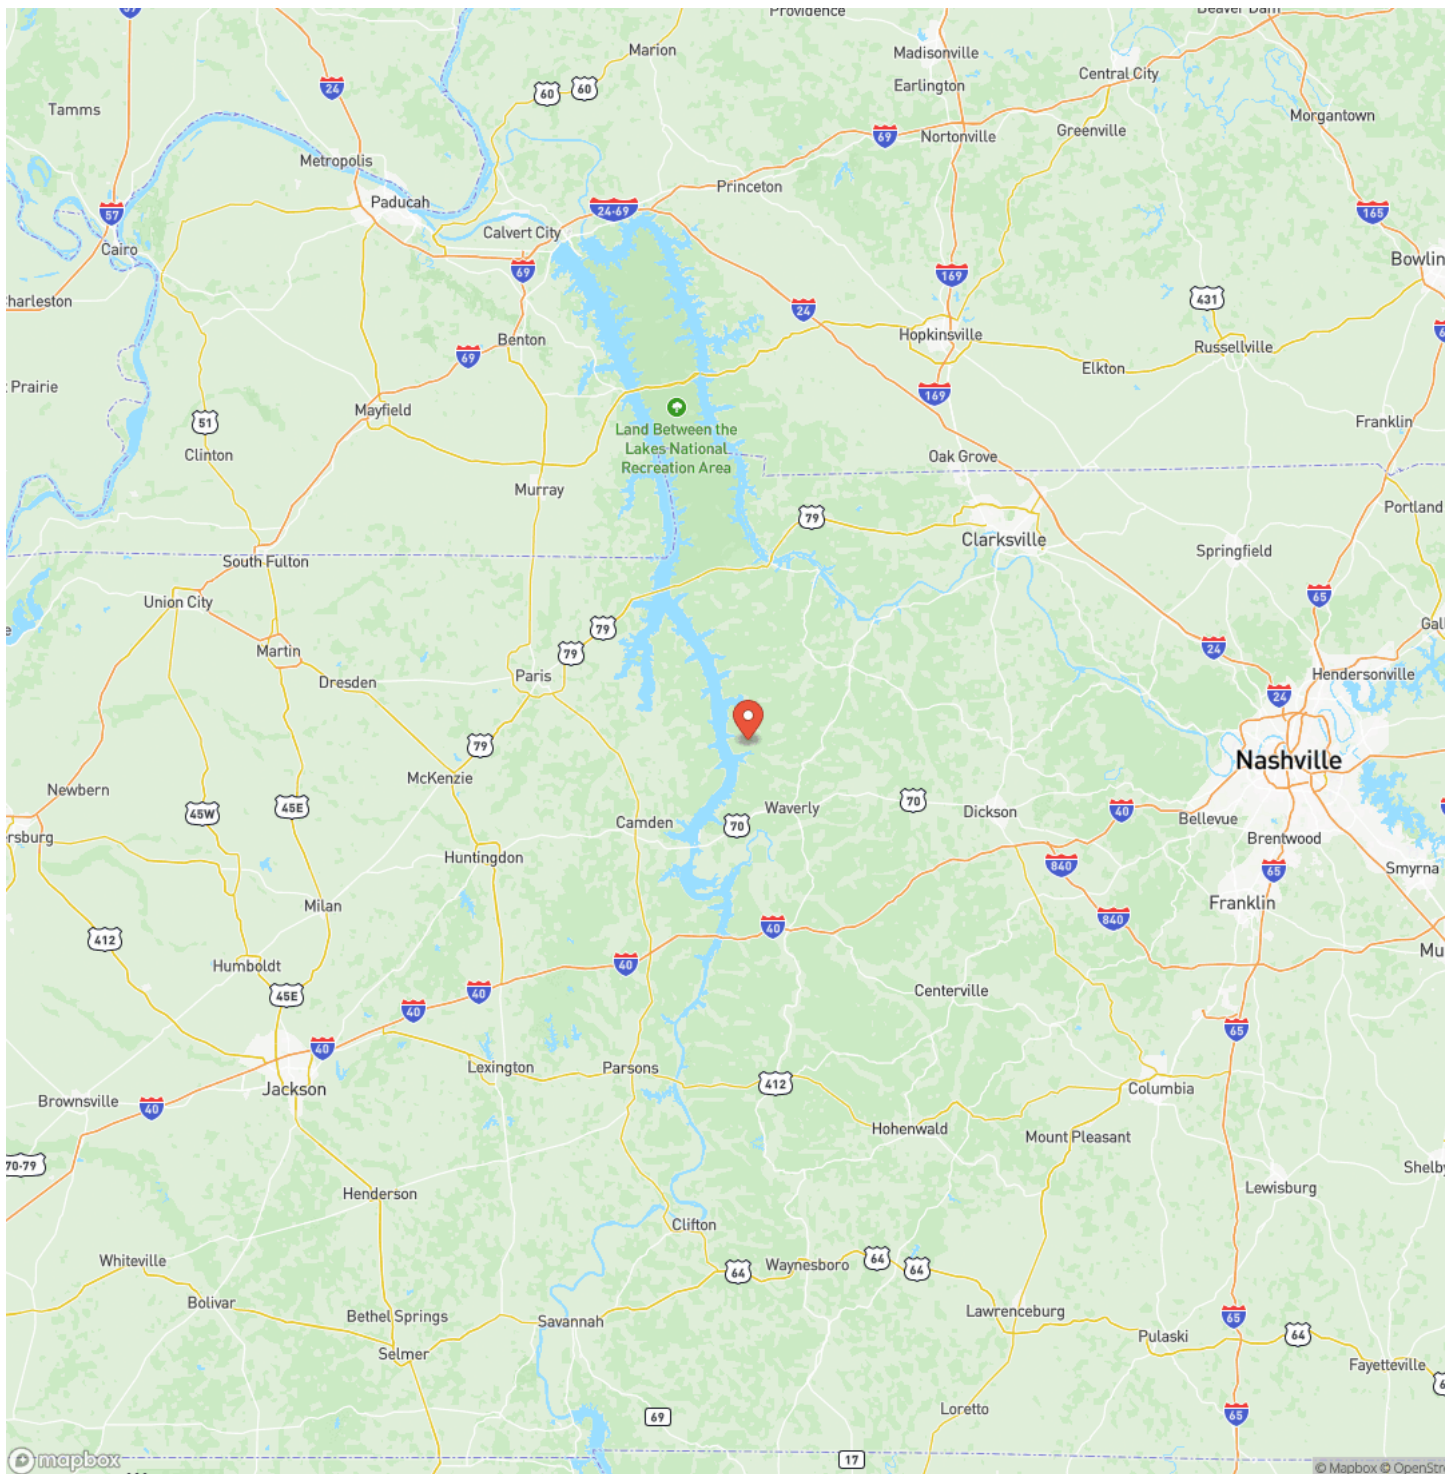 Providence
Beaver Dam
57
Marion
Madisonville
Central City
24
60
60
Earlington
Tamms
Morgantown
69
Nortonville
Greenville
Metropolis
Princeton
Paducah
57
24-69
165
Calvert City
Cairo
Bowlin
69
169
Charleston
431
24
Hopkinsville
Benton
Russellville
69
Elkton
Prairie
169
Mayfield
51
Land Between the
Lakes National
Recreation Area
Franklin
Clinton
Oak Grove
Murray
Portland
79
Clarksville
Springfield
South Fulton
65
Union City
79
Gal
Martin
79
24
Paris
Hendersonville
Dresden
24
79
Nashville
McKenzie
Newbern
45W
45E
Waverly
70
Dickson
40
Camden
70
Bellevue
ersburg
Brentwood
Huntingdon
840
65
Smyrna
Milan
Franklin
412
40
840
Mu
Humboldt
40
45E
40
Centerville
40
65
40
Lexington
Parsons
412
Jackson
Columbia
Brownsville
40
Hohenwald
Mount Pleasant
70-79
Shelby
Henderson
Lewisburg
Clifton
Whiteville
64
Waynesboro
64
64
Bolivar
Bethel Springs
Savannah
Lawrenceburg
65
Pulaski
64
Selmer
Fayetteville
Loretto
69
65
17
mapbox
© Mapbox © OpenStre